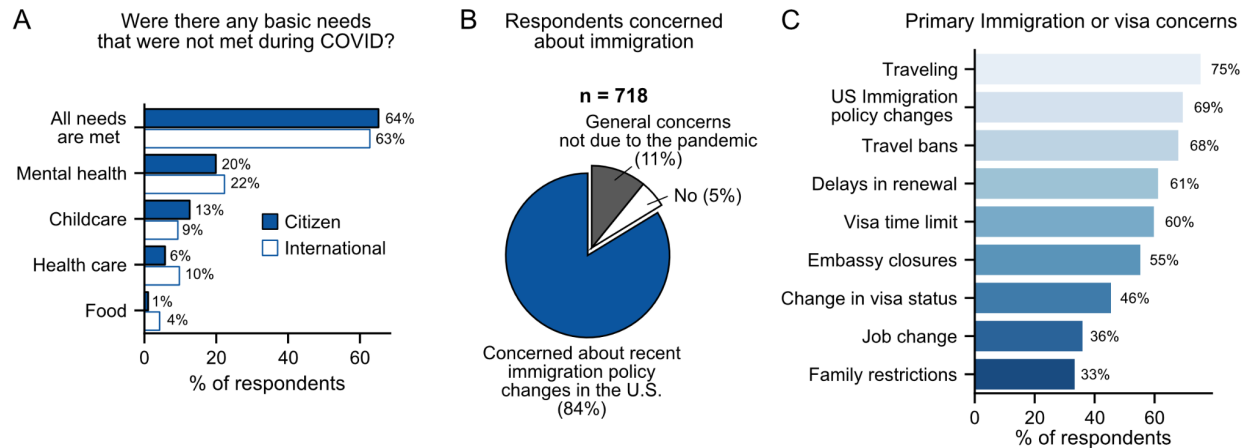 A
Were there any basic needs
that were not met during COVID?
All needs
are met
64%
63%
Mental health
20%
22%
Childcare
13%
9%
Health care
6%
10%
Food
1%
4%
Citizen
International
0
20
40
60
% of respondents
B
Respondents concerned
about immigration
n = 718
General concerns
not due to the pandemic
(11%)
No (5%)
Concerned about recent
immigration policy
changes in the U.S.
(84%)
C
Primary Immigration or visa concerns
Traveling
75%
US Immigration
policy changes
69%
Travel bans
68%
Delays in renewal
61%
Visa time limit
60%
Embassy closures
55%
Change in visa status
46%
Job change
36%
Family restrictions
33%
0
20
40
60
% of respondents